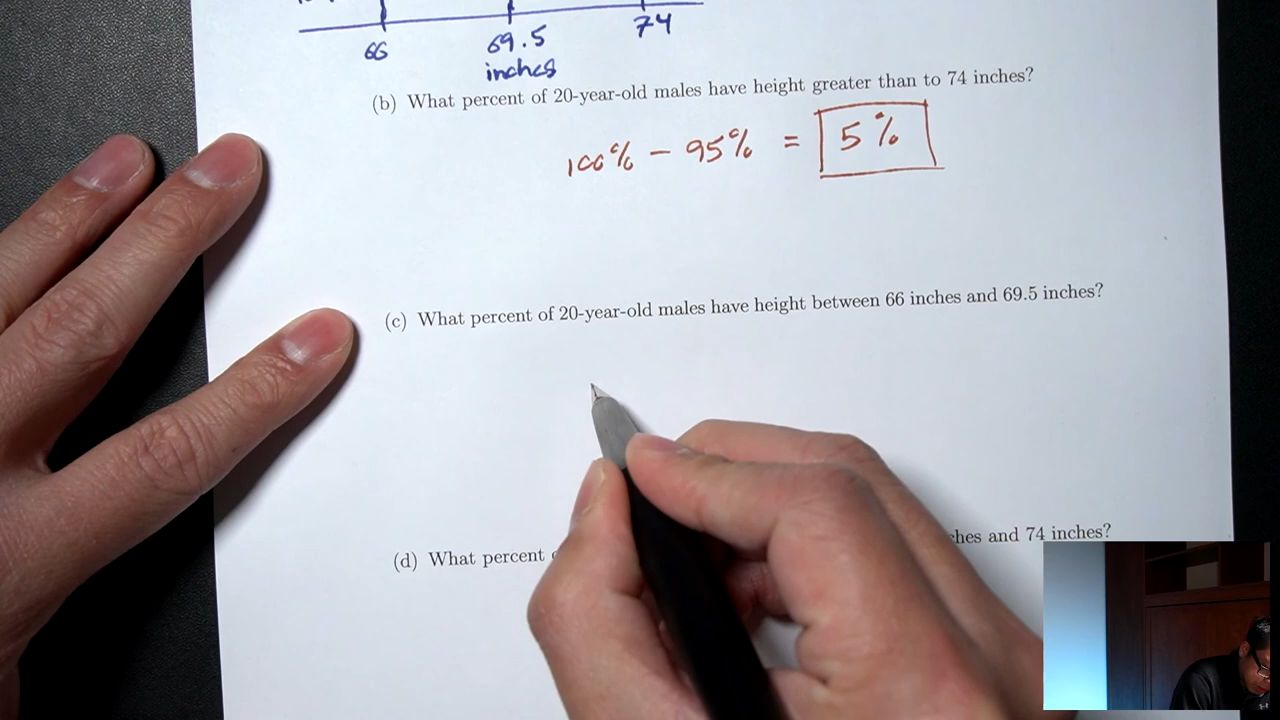 66 69.5 74
inches
(b) What percent of 20-year-old males have height greater than to 74 inches?
100% − 95% = 5%
(c) What percent of 20-year-old males have height between 66 inches and 69.5 inches?
(d) What percent and 74 inches?